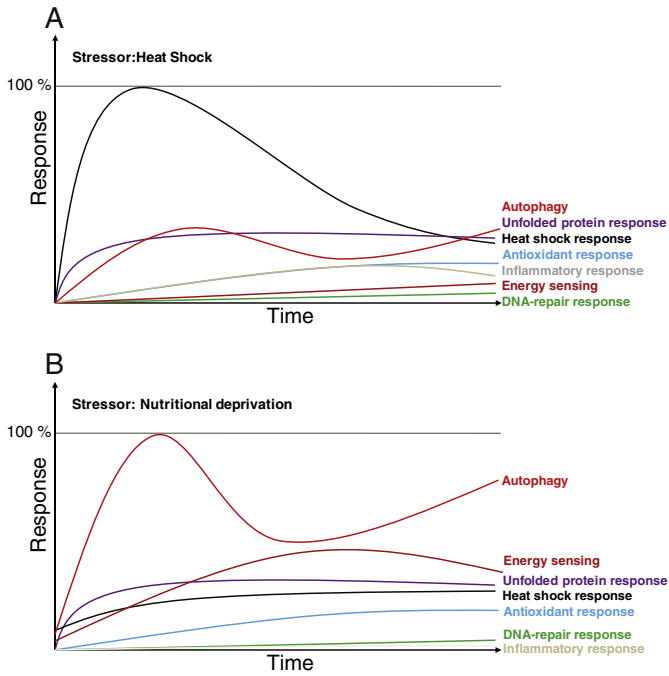 A
Stressor:Heat Shock
100 %
Response
Autophagy
Unfolded protein response
Heat shock response
Antioxidant response
Inflammatory response
Energy sensing
DNA-repair response
Time
B
Stressor: Nutritional deprivation
100 %
Response
Autophagy
Energy sensing
Unfolded protein response
Heat shock response
Antioxidant response
DNA-repair response
Inflammatory response
Time